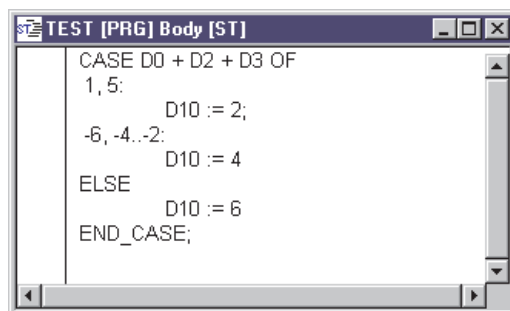 TEST [PRG] Body [ST]
CASE D0 + D2 + D3 OF
1, 5:
D10 := 2;
-6, -4..-2:
D10 := 4
ELSE
D10 := 6
END_CASE;